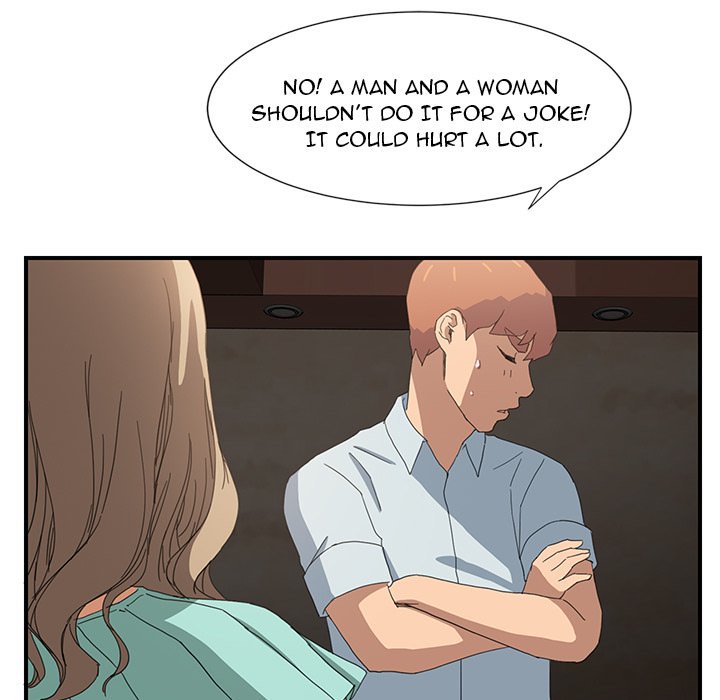 NO! A MAN AND A WOMAN
SHOULDN'T DO IT FOR A JOKE!
IT COULD HURT A LOT.